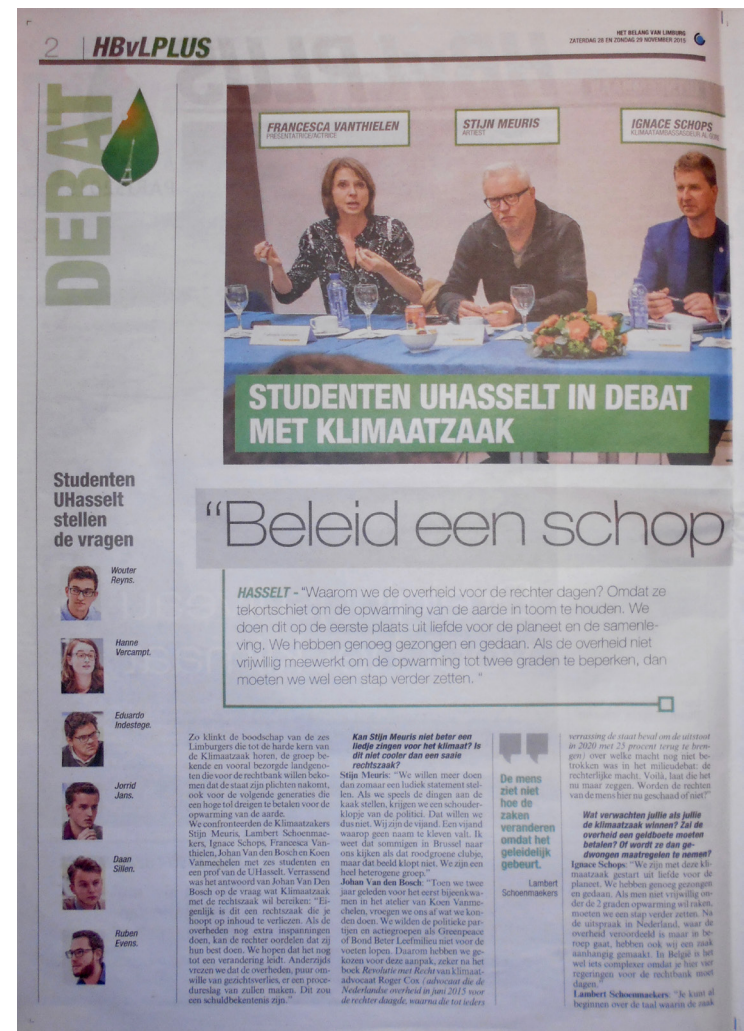 2 HBvLPLUS
HET BELANG VAN LIMBURG
ZATERDAG 28 EN ZONDAG 29 NOVEMBER 2015
DEBAT
FRANCESCA VANTHIELEN
PRESENTATRICE/ACTRICE
STIJN MEURIS
ARTIEST
IGNACE SCHOPS
KLIMAATAMBASSADEUR
STUDENTEN UHASSELT IN DEBAT
MET KLIMAATZAAK
Studenten
UHasselt
stellen
de vragen
Wouter
Reyns.
Hanne
Vercampt.
Eduardo
Indestege.
Jorrid
Jans.
Daan
Sillen.
Ruben
Evens.
“Beleid een schop
HASSELT - “Waarom we de overheid voor de rechter dagen? Omdat ze
tekortschiet om de opwarming van de aarde in toom te houden. We
doen dit op de eerste plaats uit liefde voor de planeet en de samenle-
ving. We hebben genoeg gezongen en gedaan. Als de overheid niet
vrijwillig meewerkt om de opwarming tot twee graden te beperken, dan
moeten we wel een stap verder zetten. ”
Zo klinkt de boodschap van de zes
Limburgers die tot de harde kern van
de Klimaatzaak horen, de groep be-
kende en vooral bezorgde landgeno-
ten die voor de rechtbank willen beko-
men dat de staat zijn plichten nakomt,
ook voor de volgende generaties die
een hoge tol dreigen te betalen voor de
opwarming van de aarde.
We confronteerden de Klimaatzakers
Stijn Meuris, Lambert Schoenmae-
kers, Ignace Schops, Francesca Van-
thielen, Johan Van den Bosch en Koen
Vanmechelen met zes studenten en
een prof van de UHasselt. Verrassend
was het antwoord van Johan Van Den
Bosch op de vraag wat Klimaatzaak
met de rechtszaak wil bereiken: “Ei-
genlijk is dit een rechtszaak die je
hoopt op inhoud te verliezen. Als de
overheden nog extra inspanningen
doen, kan de rechter oordelen dat zij
hun best doen. We hopen dat het nog
tot een verandering leidt. Anderzijds
vrezen we dat de overheden, puur om-
wille van gezichtsverlies, er een proce-
dureslag van zullen maken. Dit zou
een schuldbekentenis zijn.”
Kan Stijn Meuris niet beter een
liedje zingen voor het klimaat? Is
dit niet cooler dan een saaie
rechtszaak?
Stijn Meuris: “We willen meer doen
dan zomaar een ludiek statement stel-
len. Als we speels de dingen aan de
kaak stellen, krijgen we een schouder-
klopje van de politici. Dat willen we
dus niet. Wij zijn de vijand. Een vijand
waarop geen naam te kleven valt. Ik
weet dat sommigen in Brussel naar
ons kijken als dat roodgroene clubje,
maar dat beeld klopt niet. We zijn een
heel heterogene groep.”
Johan Van den Bosch: “Toen we twee
jaar geleden voor het eerst bijeenkwa-
men in het atelier van Koen Vanme-
chelen, vroegen we ons af wat we kon-
den doen. We wilden de politieke par-
tijen en actiegroepen als Greenpeace
of Bond Beter Leefmilieu niet voor de
voeten lopen. Daarom hebben we ge-
kozen voor deze aanpak, zeker na het
boek Revolutie met Recht van klimaat-
advocaat Roger Cox (advocaat die de
Nederlandse overheid in juni 2015 voor
de rechter daagde, waarna die tot ieders
De mens
ziet niet
hoe de
zaken
veranderen
omdat het
geleidelijk
gebeurt.
Lambert
Schoenmaekers
verrassing de staat beval om de uitstoot
in 2020 met 25 procent terug te bren-
gen) over welke macht nog niet be-
trokken was in het milieudebat: de
rechterlijke macht. Voilà, laat die het
nu maar zeggen. Worden de rechten
van de mens hier nu geschaad of niet?”
Wat verwachten jullie als jullie
de klimaatzaak winnen? Zal de
overheid een geldboete moeten
betalen? Of wordt ze dan ge-
dwongen maatregelen te nemen?
Ignace Schops: “We zijn met deze kli-
maatzaak gestart uit liefde voor de
planeet. We hebben genoeg gezongen
en gedaan. Als men niet vrijwillig on-
der de 2 graden opwarming wil raken,
moeten we een stap verder zetten. Na
de uitspraak in Nederland, waar de
overheid veroordeeld is maar in be-
roep gaat, hebben ook wij een zaak
aanhangig gemaakt. In België is het
wel iets complexer omdat je hier vier
regeringen voor de rechtbank moet
dagen.”
Lambert Schoenmaekers: “Je kunt al
beginnen over de taal waarin de zaak